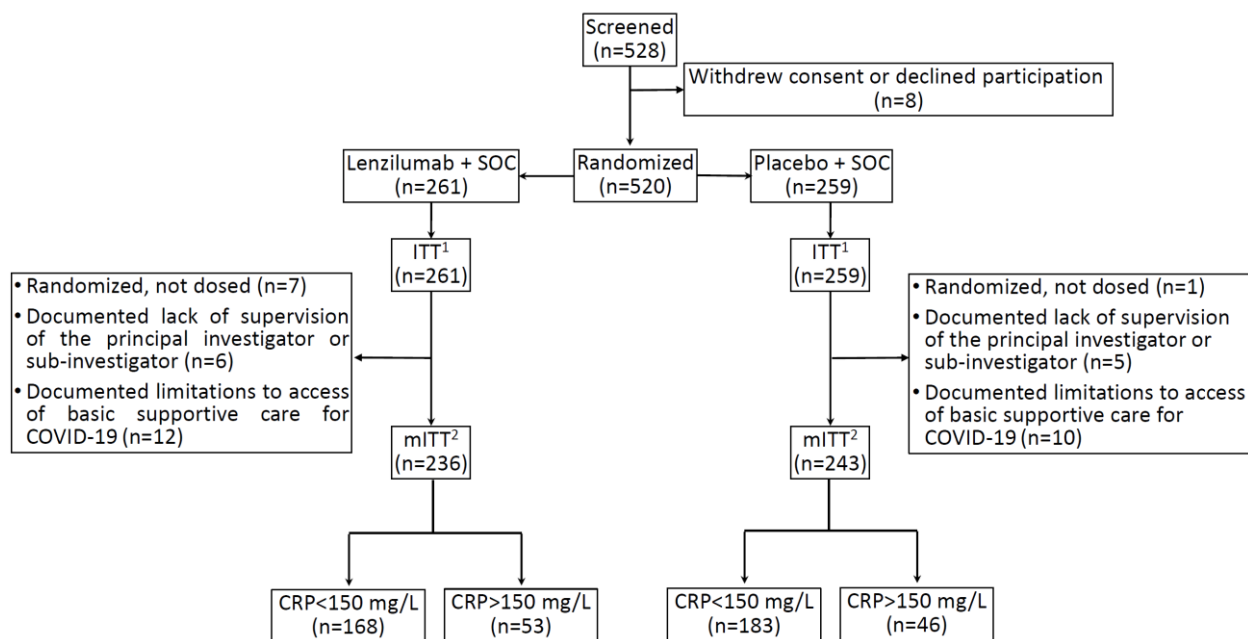 Screened
(n=528)
Withdrew consent or declined participation
(n=8)
Lenzilumab + SOC
(n=261)
Randomized
(n=520)
Placebo + SOC
(n=259)
ITT¹
(n=261)
ITT¹
(n=259)
• Randomized, not dosed (n=7)
• Documented lack of supervision
of the principal investigator or
sub-investigator (n=6)
• Documented limitations to access
of basic supportive care for
COVID-19 (n=12)
• Randomized, not dosed (n=1)
• Documented lack of supervision
of the principal investigator or
sub-investigator (n=5)
• Documented limitations to access
of basic supportive care for
COVID-19 (n=10)
mITT²
(n=236)
mITT²
(n=243)
CRP<150 mg/L
(n=168)
CRP>150 mg/L
(n=53)
CRP<150 mg/L
(n=183)
CRP>150 mg/L
(n=46)